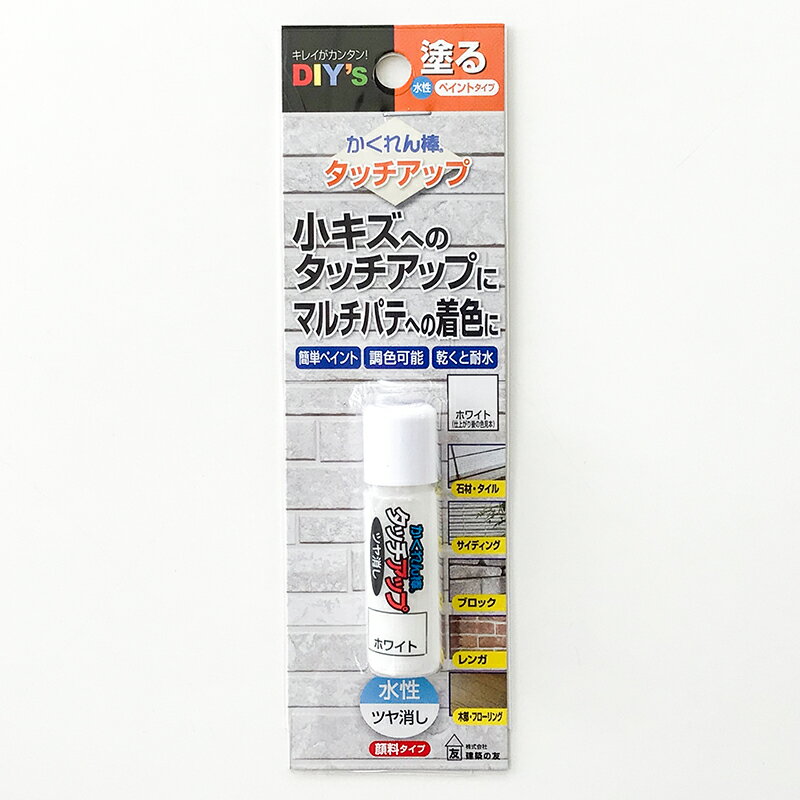 キレイがカンタン!
DIY'S
塗る
水性
ペイントタイプ
かくれん棒®
タッチアップ
小キズへの
タッチアップに
マルチパテへの着色に
簡単ペイント
調色可能
乾くと耐水
ホワイト
(仕上がり後の色見本)
石材・タイル
サイディング
ブロック
レンガ
木部・フローリング
かくれん棒
タッチアップ
ツヤ消し
ホワイト
水性
ツヤ消し
顔料タイプ
友
株式会社
建築の友